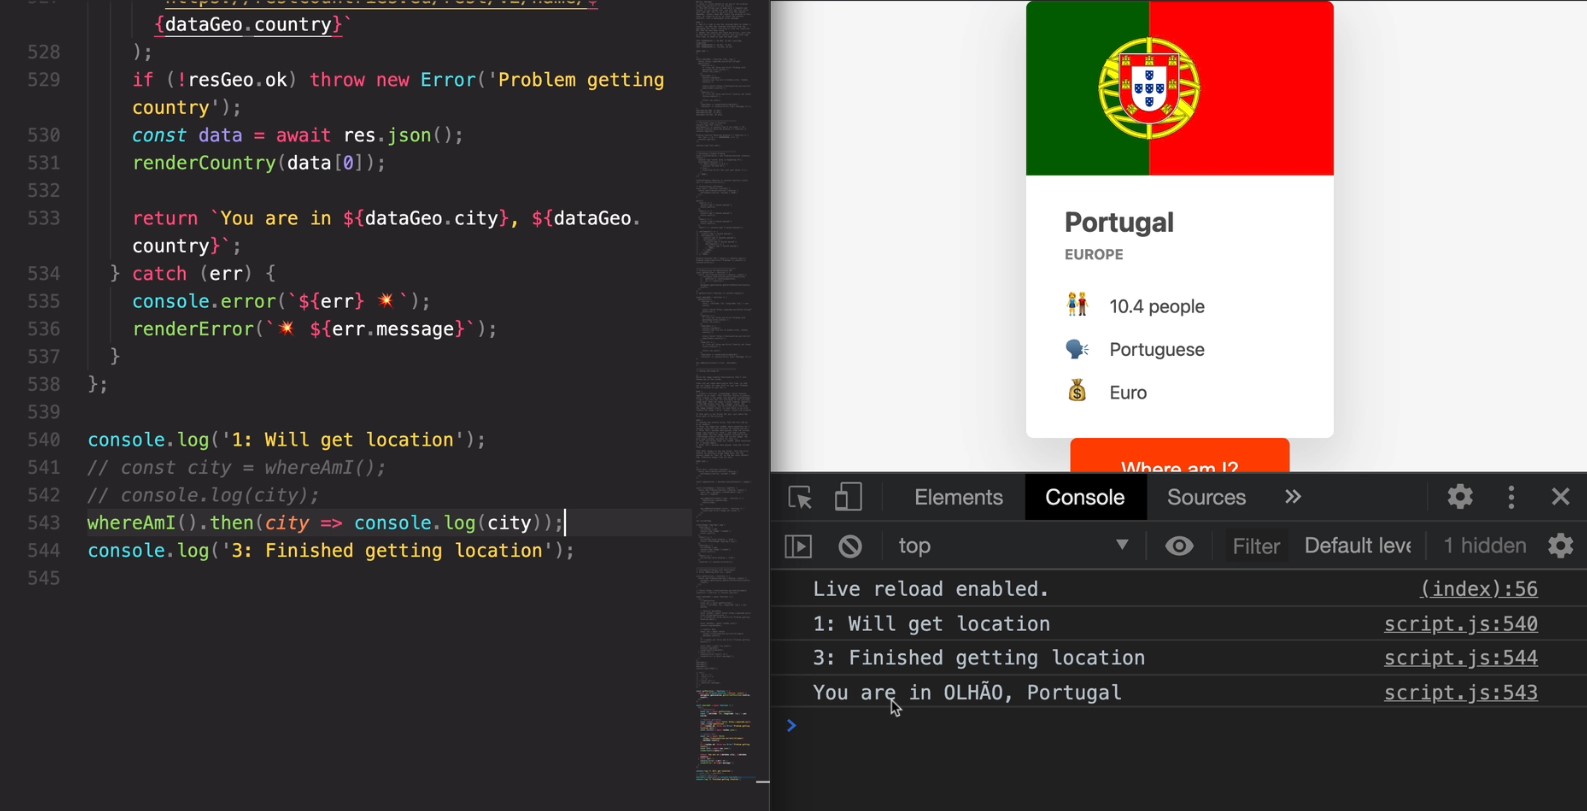 {dataGeo.country}`
528 );
529 if (!resGeo.ok) throw new Error('Problem getting
country');
530 const data = await res.json();
531 renderCountry(data[0]);
532
533 return `You are in ${dataGeo.city}, ${dataGeo.
country}`;
534 } catch (err) {
535 console.error(`${err} 💥`);
536 renderError(`💥 ${err.message}`);
537 }
538 };
539
540 console.log('1: Will get location');
541 // const city = whereAmI();
542 // console.log(city);
543 whereAmI().then(city => console.log(city));
544 console.log('3: Finished getting location');
545
Portugal
EUROPE
10.4 people
Portuguese
Euro
Where am I?
Elements Console Sources »
top Filter Default leve 1 hidden
Live reload enabled. (index):56
1: Will get location script.js:540
3: Finished getting location script.js:544
You are in OLHÃO, Portugal script.js:543
>